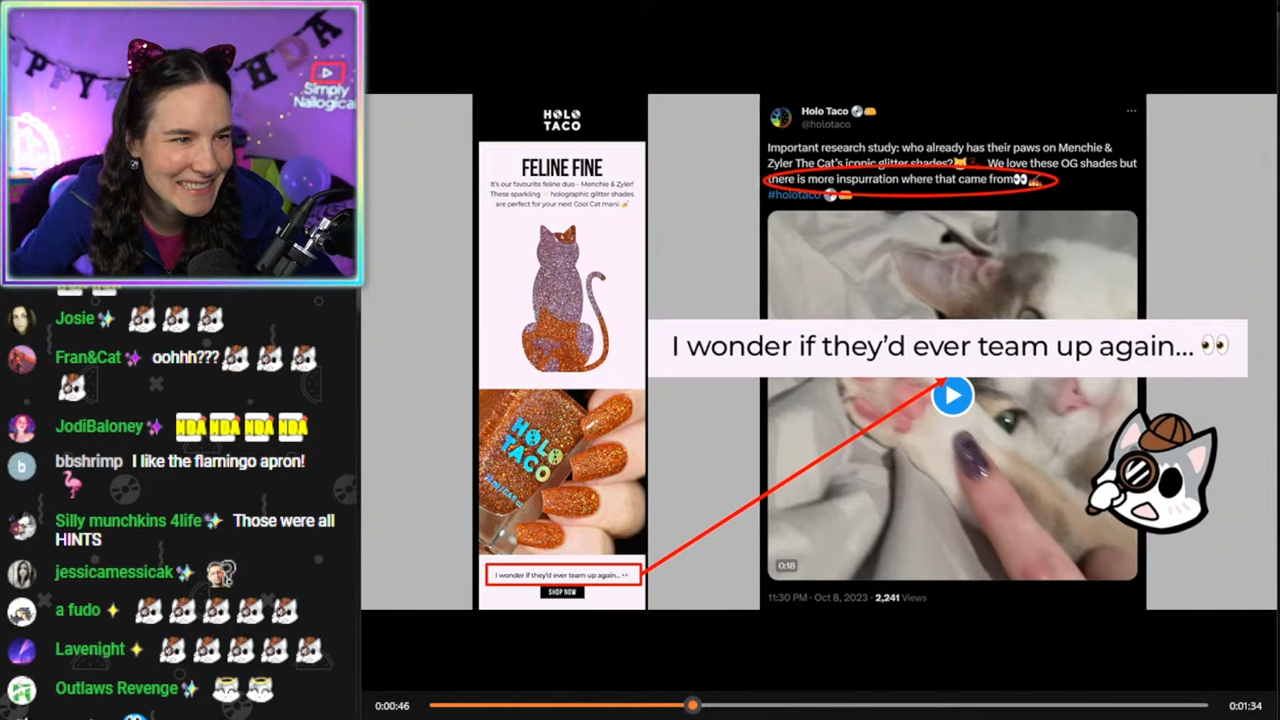 PPY
HDA
Simply
Nailogical
Josie
Fran&Cat oohhh???
JodiBaloney NDA NDA NDA NDA
bbshrimp I like the flamingo apron!
Silly munchkins 4life Those were all
HINTS
jessicamessicak
a fudo
Lavenight
Outlaws Revenge
HOLO
TACO
FELINE FINE
It's our favourite feline duo - Menchie & Zyler!
These sparkling holographic glitter shades
are perfect for your next Cool Cat mani.
HOLO
TACO
I wonder if they'd ever team up again...
SHOP NOW
Holo Taco
@holotaco
Important research study: who already has their paws on Menchie &
Zyler The Cat's iconic glitter shades? We love these OG shades but
there is more inspurration where that came from
#holotaco
I wonder if they'd ever team up again...
0:18
11:30 PM · Oct 8, 2023 · 2,241 Views
0:00:46
0:01:34